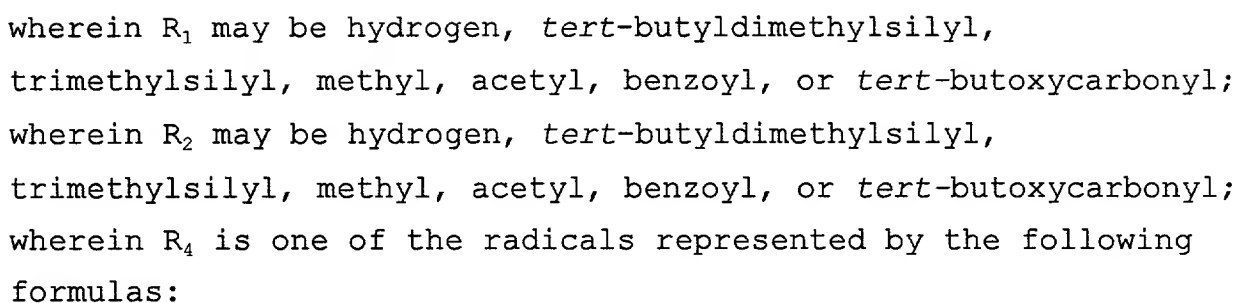 wherein R₁ may be hydrogen, tert-butyldimethylsilyl,
trimethylsilyl, methyl, acetyl, benzoyl, or tert-butoxycarbonyl;
wherein R₂ may be hydrogen, tert-butyldimethylsilyl,
trimethylsilyl, methyl, acetyl, benzoyl, or tert-butoxycarbonyl;
wherein R₄ is one of the radicals represented by the following
formulas: